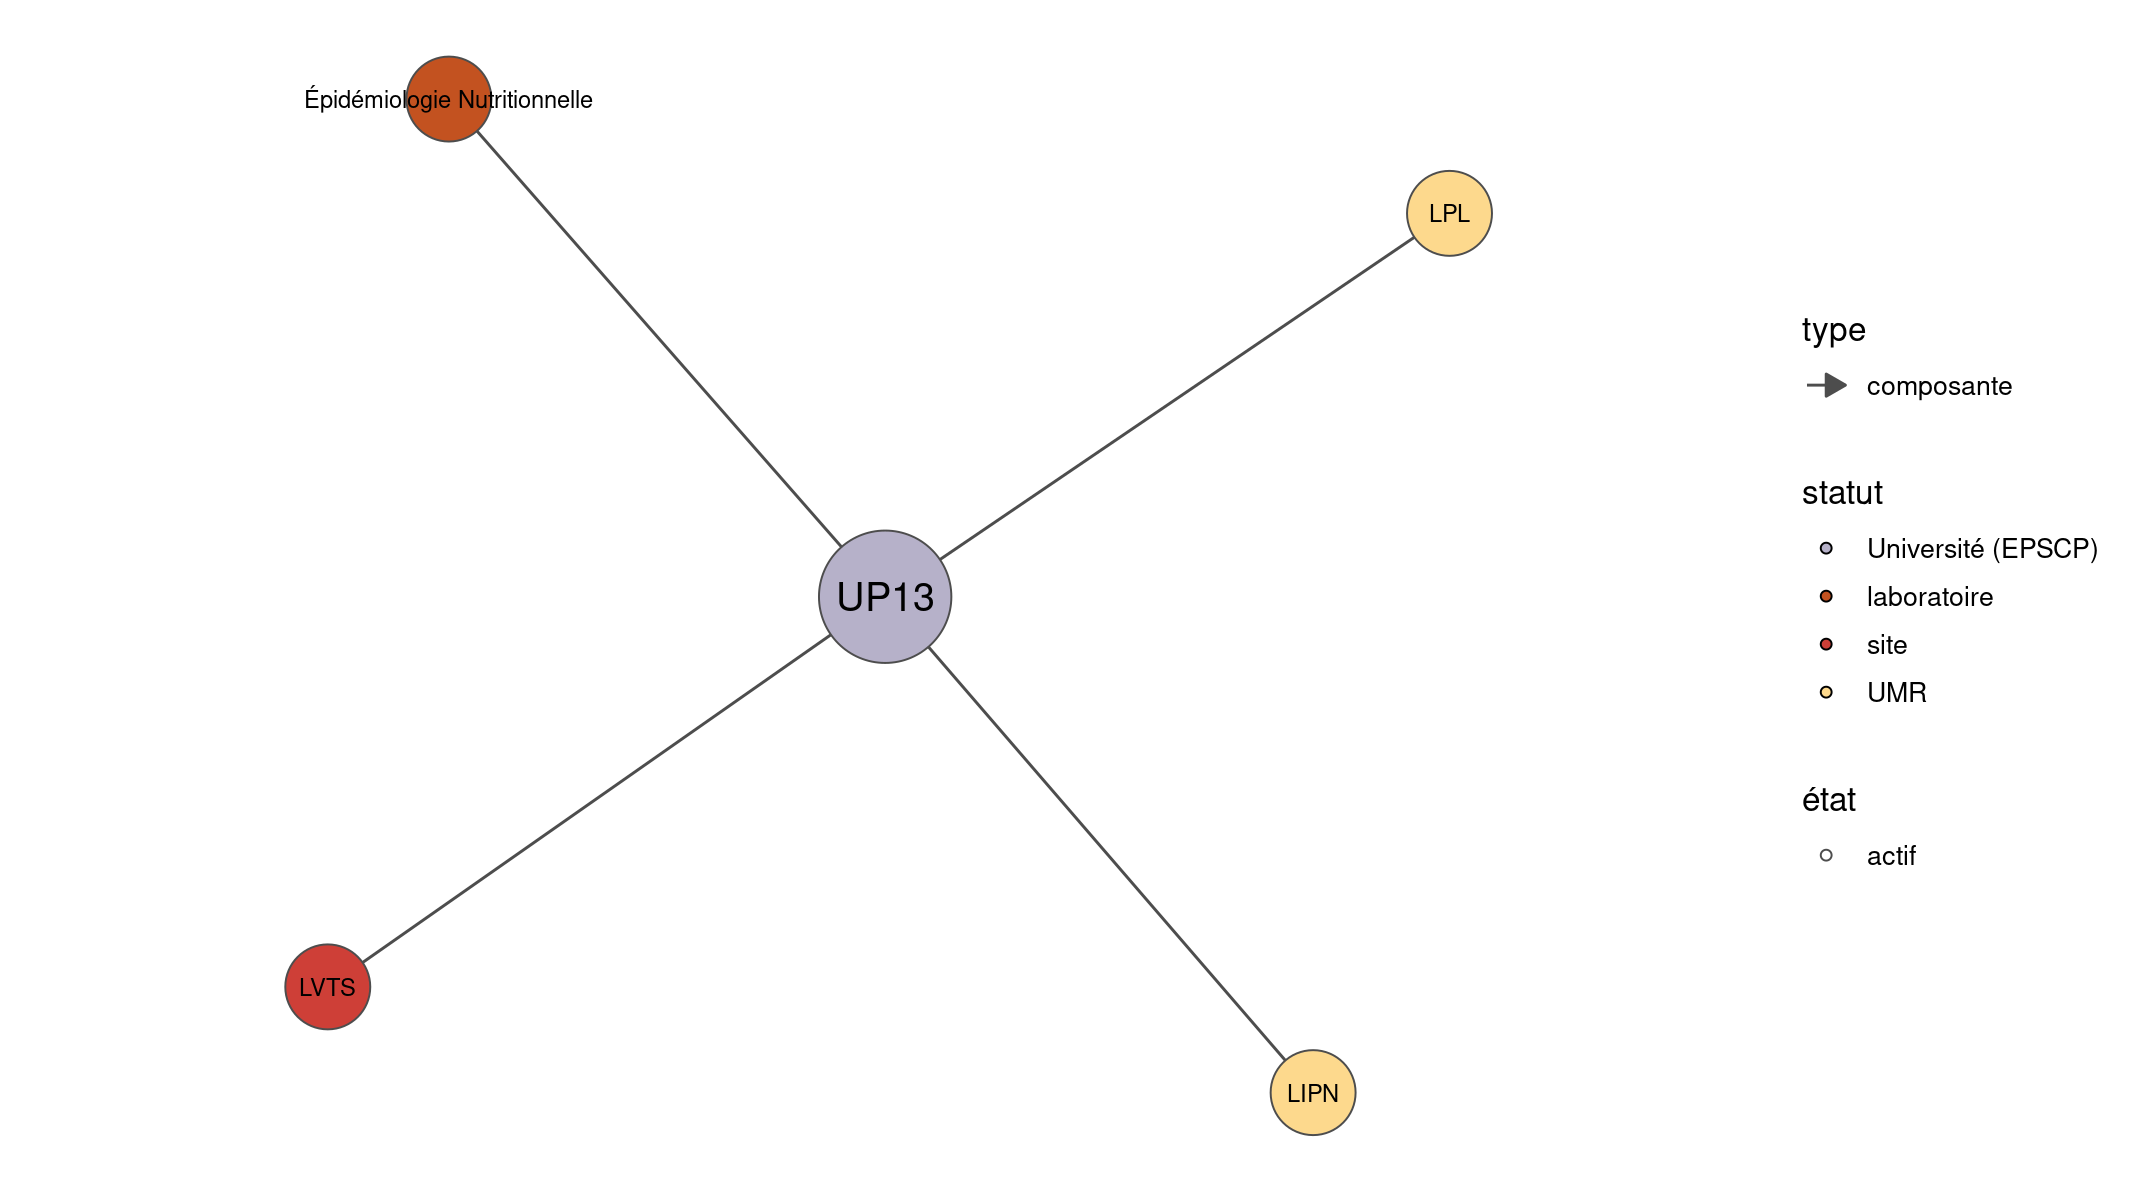 Épidémiologie Nutritionnelle
LPL
UP13
LVTS
LIPN
type
composante
statut
Université (EPSCP)
laboratoire
site
UMR
état
actif